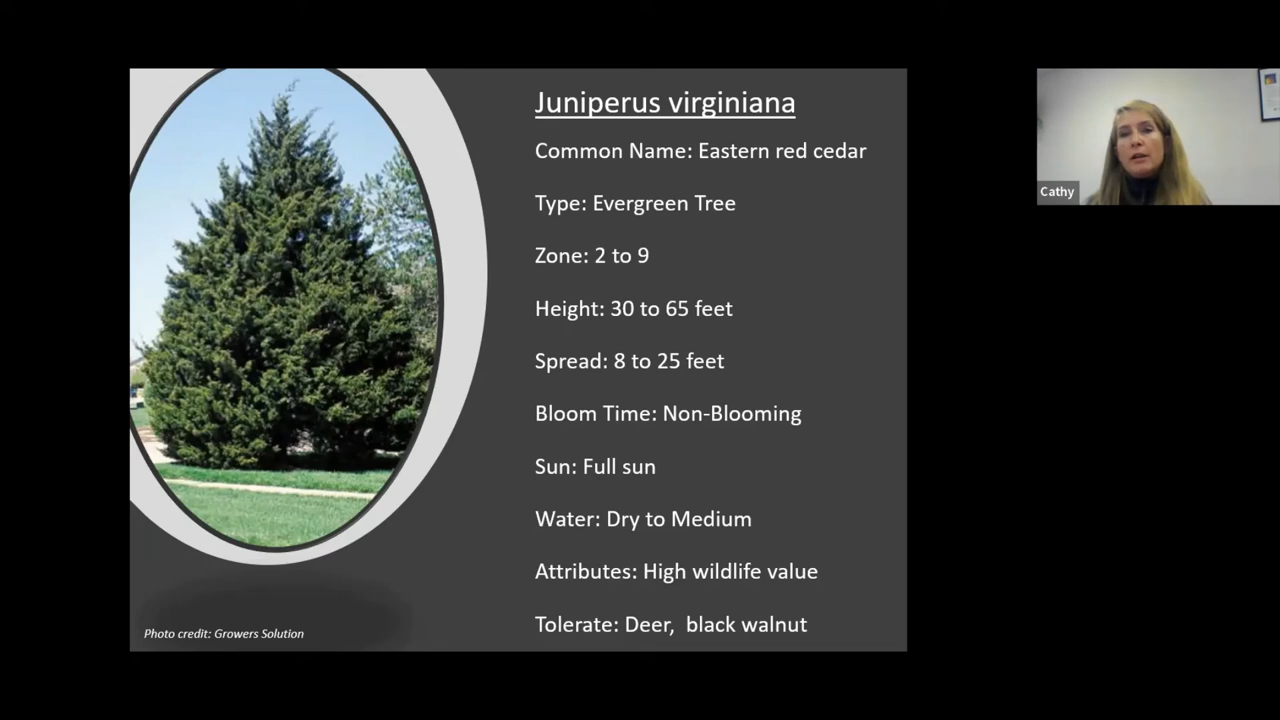 Juniperus virginiana
Common Name: Eastern red cedar
Type: Evergreen Tree
Zone: 2 to 9
Height: 30 to 65 feet
Spread: 8 to 25 feet
Bloom Time: Non-Blooming
Sun: Full sun
Water: Dry to Medium
Attributes: High wildlife value
Tolerate: Deer,  black walnut
Photo credit: Growers Solution
Cathy